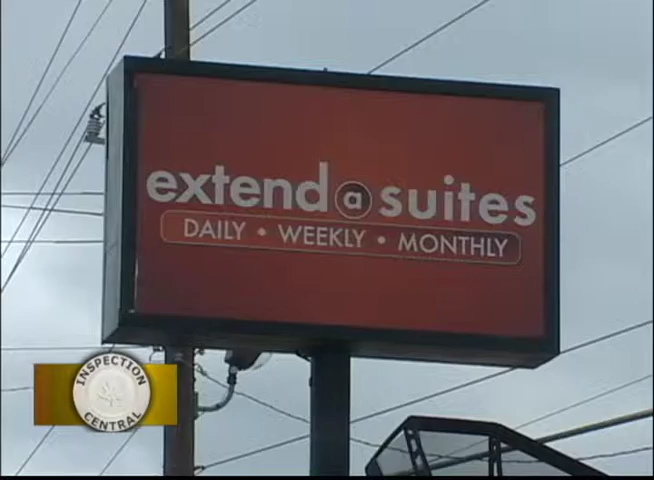 extend a suites
DAILY • WEEKLY • MONTHLY
INSPECTION
CENTRAL